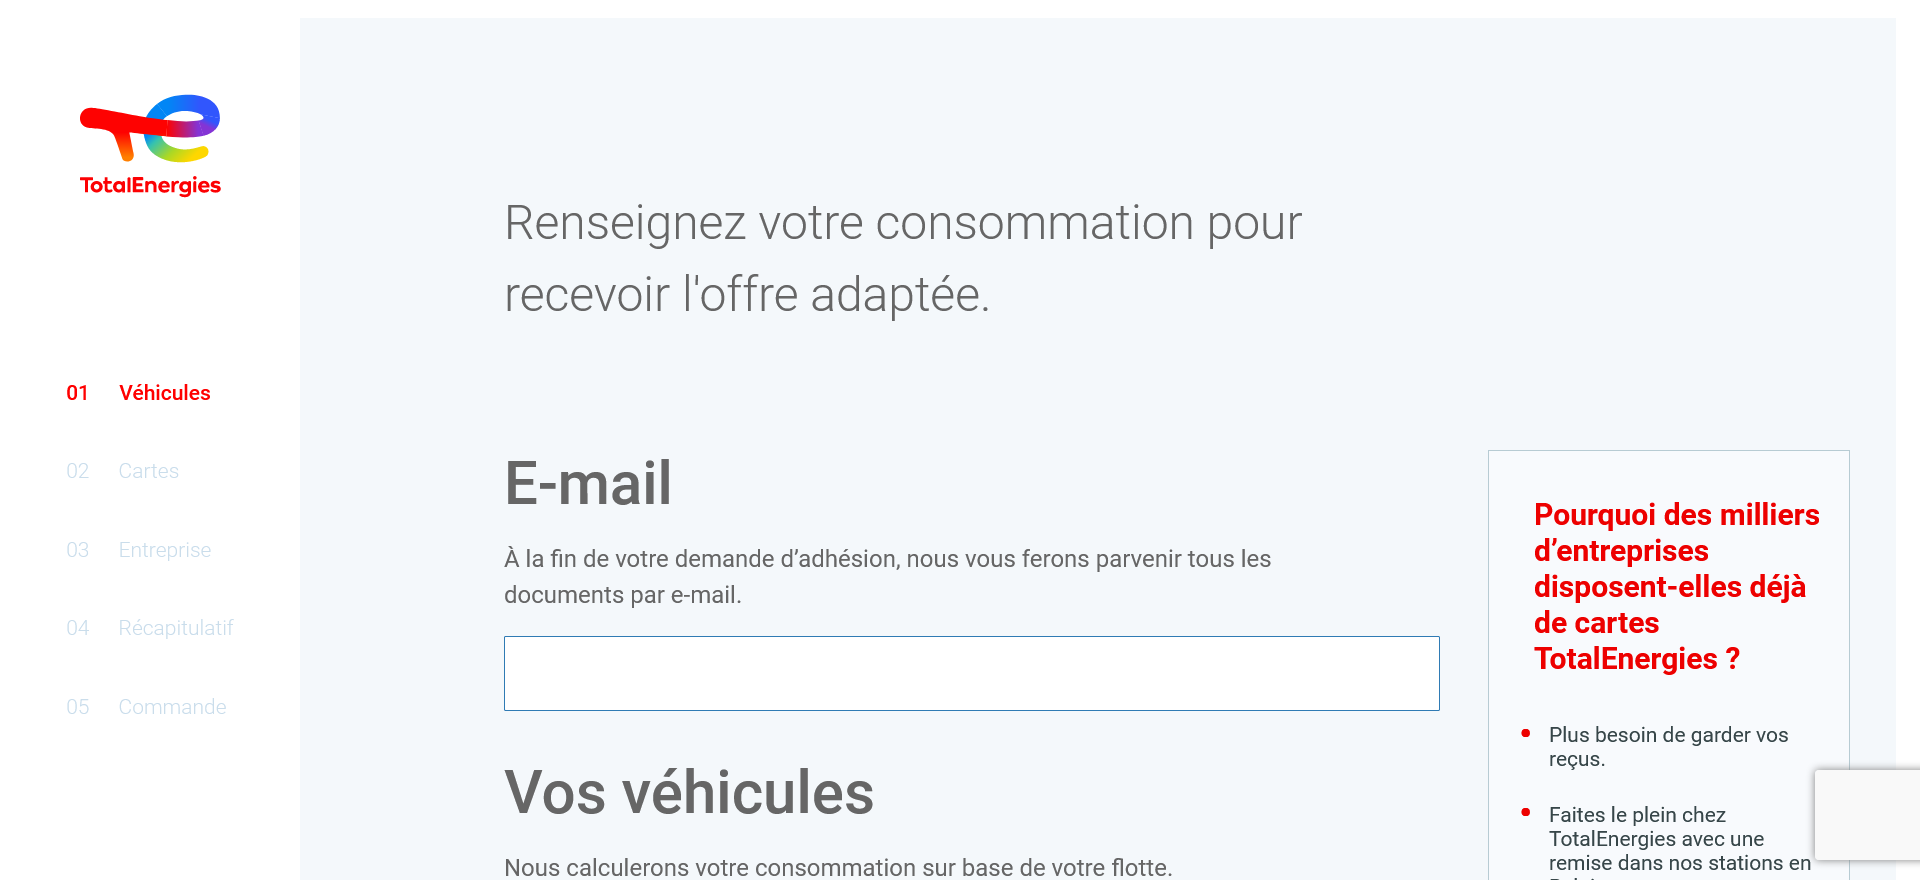 TotalEnergies
01 Véhicules
02 Cartes
03 Entreprise
04 Récapitulatif
05 Commande
Renseignez votre consommation pour
recevoir l'offre adaptée.
E-mail
À la fin de votre demande d’adhésion, nous vous ferons parvenir tous les
documents par e-mail.
Vos véhicules
Nous calculerons votre consommation sur base de votre flotte.
Pourquoi des milliers
d’entreprises
disposent-elles déjà
de cartes
TotalEnergies ?
Plus besoin de garder vos
reçus.
Faites le plein chez
TotalEnergies avec une
remise dans nos stations en